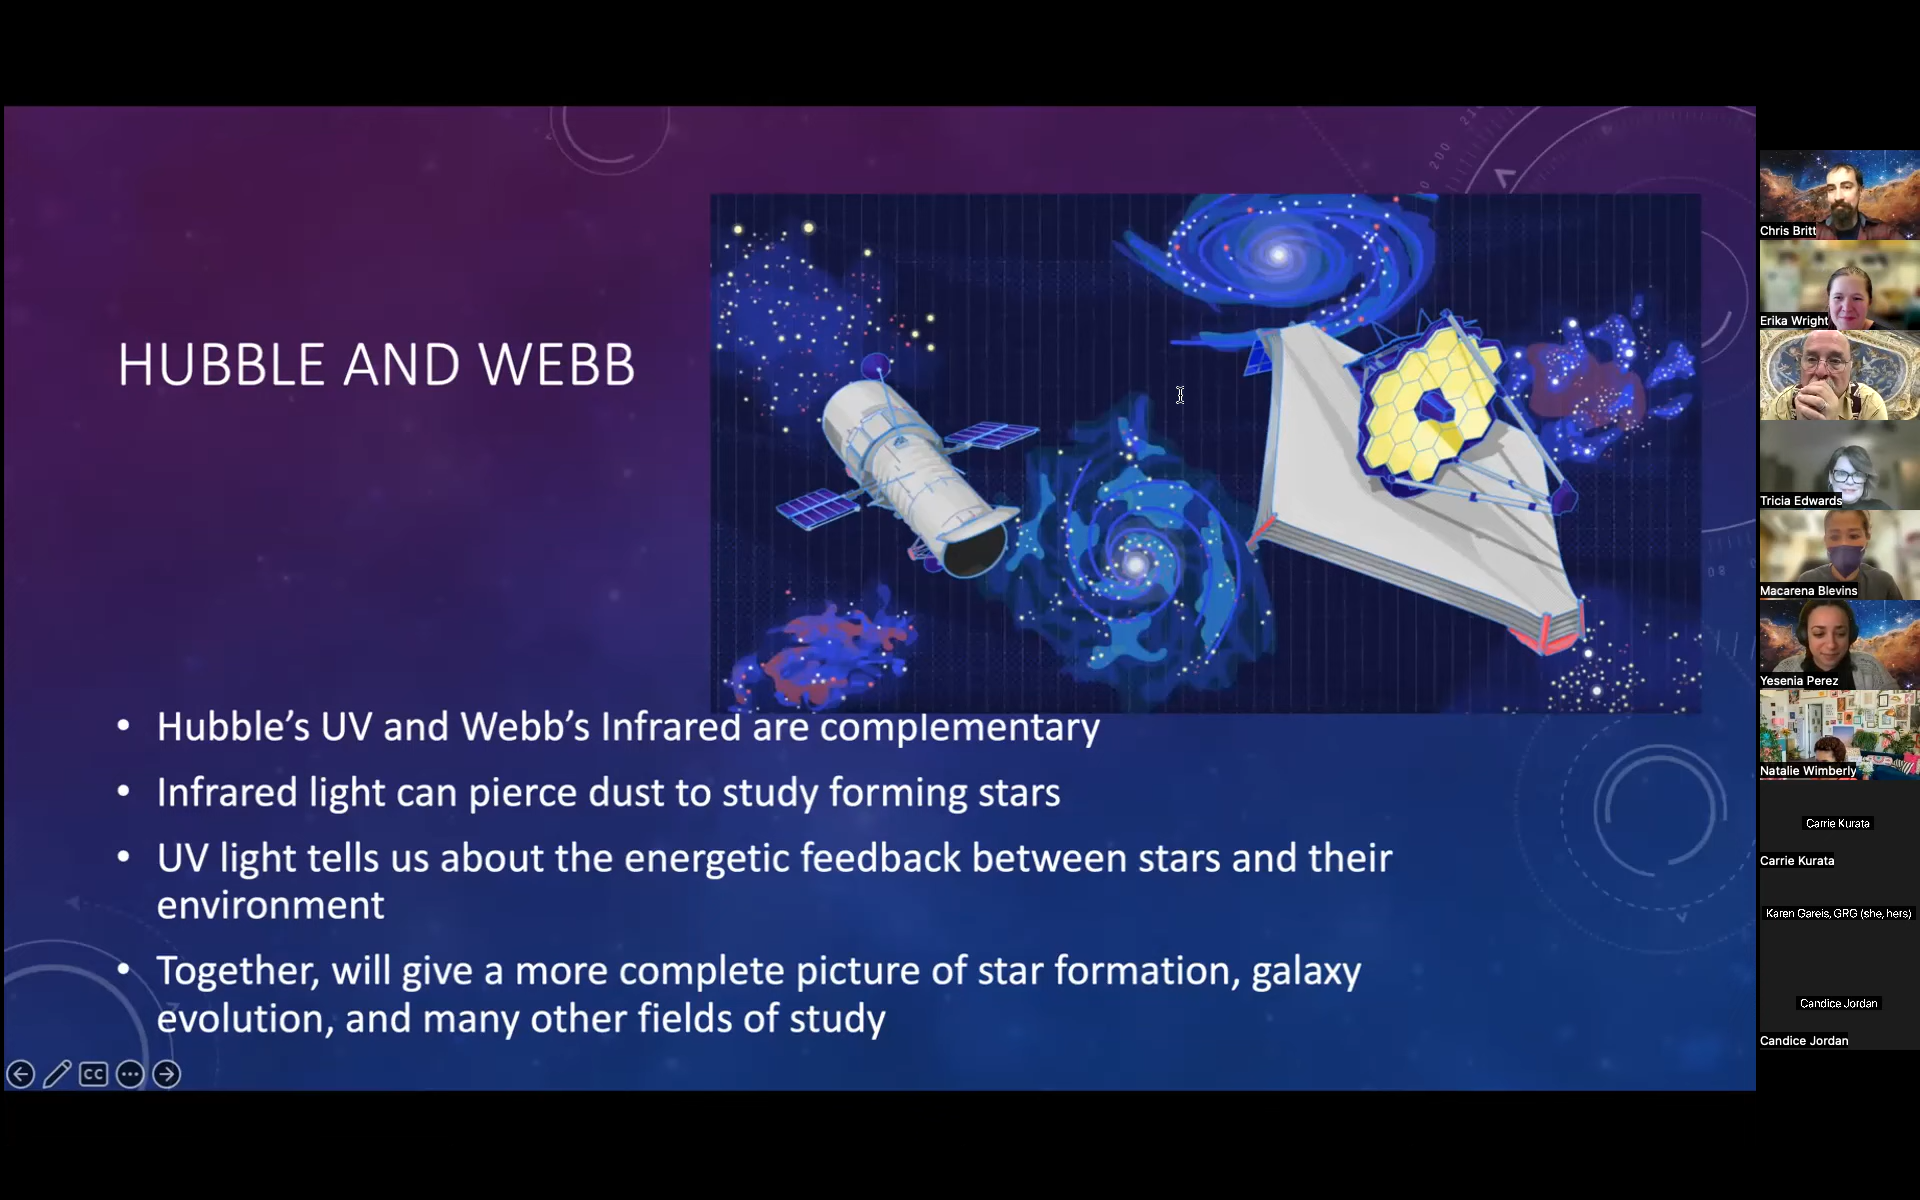 HUBBLE AND WEBB
• Hubble’s UV and Webb’s Infrared are complementary
• Infrared light can pierce dust to study forming stars
• UV light tells us about the energetic feedback between stars and their
environment
• Together, will give a more complete picture of star formation, galaxy
evolution, and many other fields of study
CC
200
80
Chris Britt
Erika Wright
Tricia Edwards
Macarena Blevins
Yesenia Perez
Natalie Wimberly
Carrie Kurata
Carrie Kurata
Karen Gareis, GRG (she, hers)
Candice Jordan
Candice Jordan